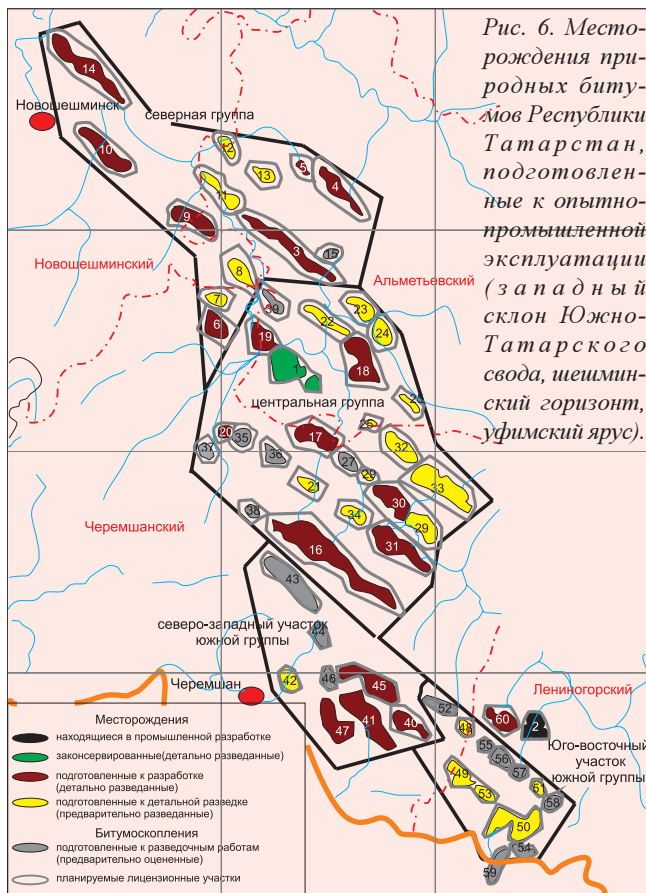 Рис. 6. Место-
рождения при-
родных биту-
мов Республики
Татарстан,
подготовлен-
ные к опытно-
промышленной
эксплуатации
(западный
склон Южно-
Татарского
свода, шешмин-
ский горизонт,
уфимский ярус).
14
Новошешминск
северная группа
10
12
13
5
4
11
9
3
15
Новошешминский
8
Альметьевский
7
39
22
23
24
6
19
18
1
25
центральная группа
20
35
37
36
17
26
32
27
29
33
21
30
38
34
29
31
16
Черемшанский
43
северо-западный участок
южной группы
44
42
46
45
Черемшан
47
41
40
Лениногорский
52
48
60
2
Юго-восточный
участок
южной группы
55
56
57
49
53
51
58
50
54
59
Месторождения
находящиеся в промышленной разработке
законсервированные(детально разведанные)
подготовленные к разработке
(детально разведанные)
подготовленные к детальной разведке
(предварительно разведанные)
Битумоскопления
подготовленные к разведочным работам
(предварительно оцененные)
планируемые лицензионные участки